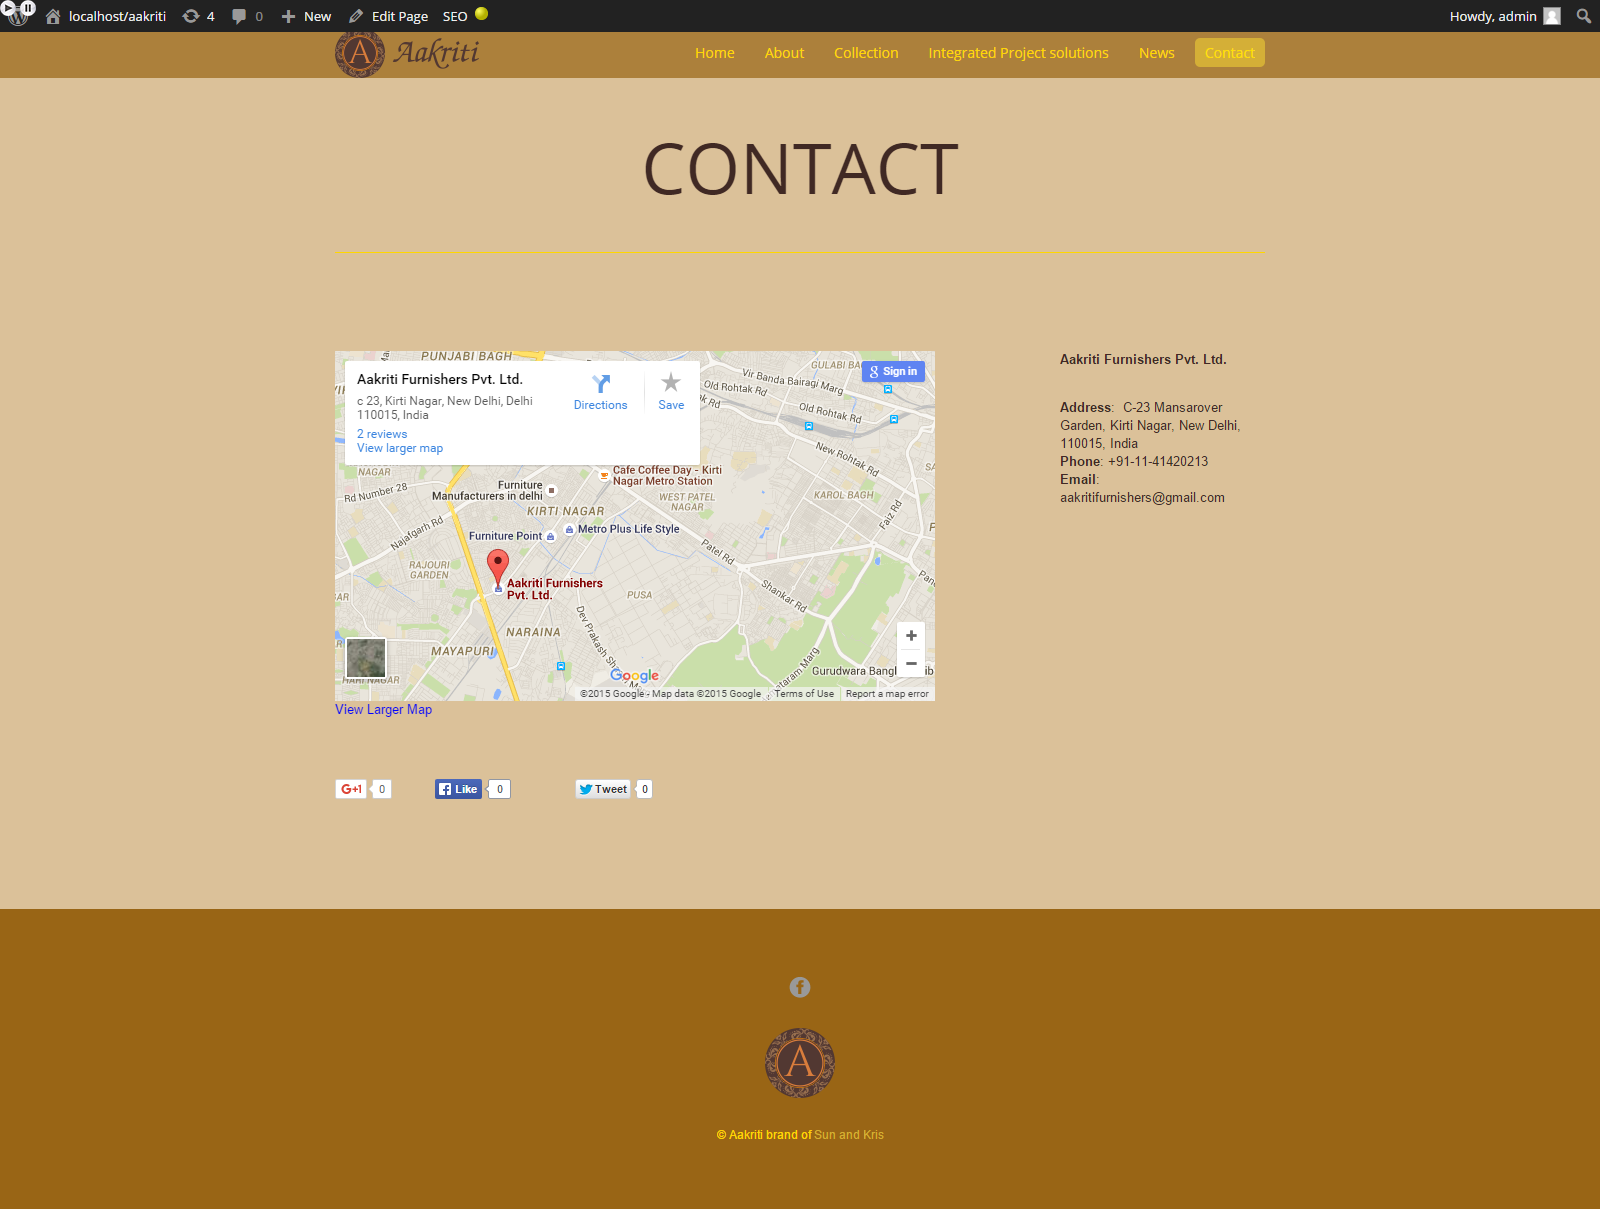 localhost/aakriti 4 0 New Edit Page SEO Howdy, admin
A Aakriti Home About Collection Integrated Project solutions News Contact
CONTACT
Aakriti Furnishers Pvt. Ltd.
c 23, Kirti Nagar, New Delhi, Delhi
110015, India
2 reviews
View larger map
Directions
Save
Sign in
PUNJABI BAGH
GULABI BAG
Vir Banda Bairagi Marg
Old Rohtak Rd
Old Rohtak Rd
New Rohtak Rd
NAGAR
Rd Number 28
Cafe Coffee Day - Kirti
Nagar Metro Station
Furniture
Manufacturers in delhi
WEST PATEL
NAGAR
KAROL BAGH
KIRTI NAGAR
Faiz Rd
Najafgarh Rd
Metro Plus Life Style
Furniture Point
Patel Rd
RAJOURI
GARDEN
Aakriti Furnishers
Pvt. Ltd.
Panchku
Shankar Rd
PUSA
Dev Prakash Sh
NARAINA
MAYAPURI
HARI NAGAR
Gurudwara Bang
ib
Google
©2015 Google - Map data ©2015 Google Terms of Use Report a map error
View Larger Map
Aakriti Furnishers Pvt. Ltd.
Address: C-23 Mansarover
Garden, Kirti Nagar, New Delhi,
110015, India
Phone: +91-11-41420213
Email:
aakritifurnishers@gmail.com
G+1 0 Like 0 Tweet 0
A
© Aakriti brand of Sun and Kris